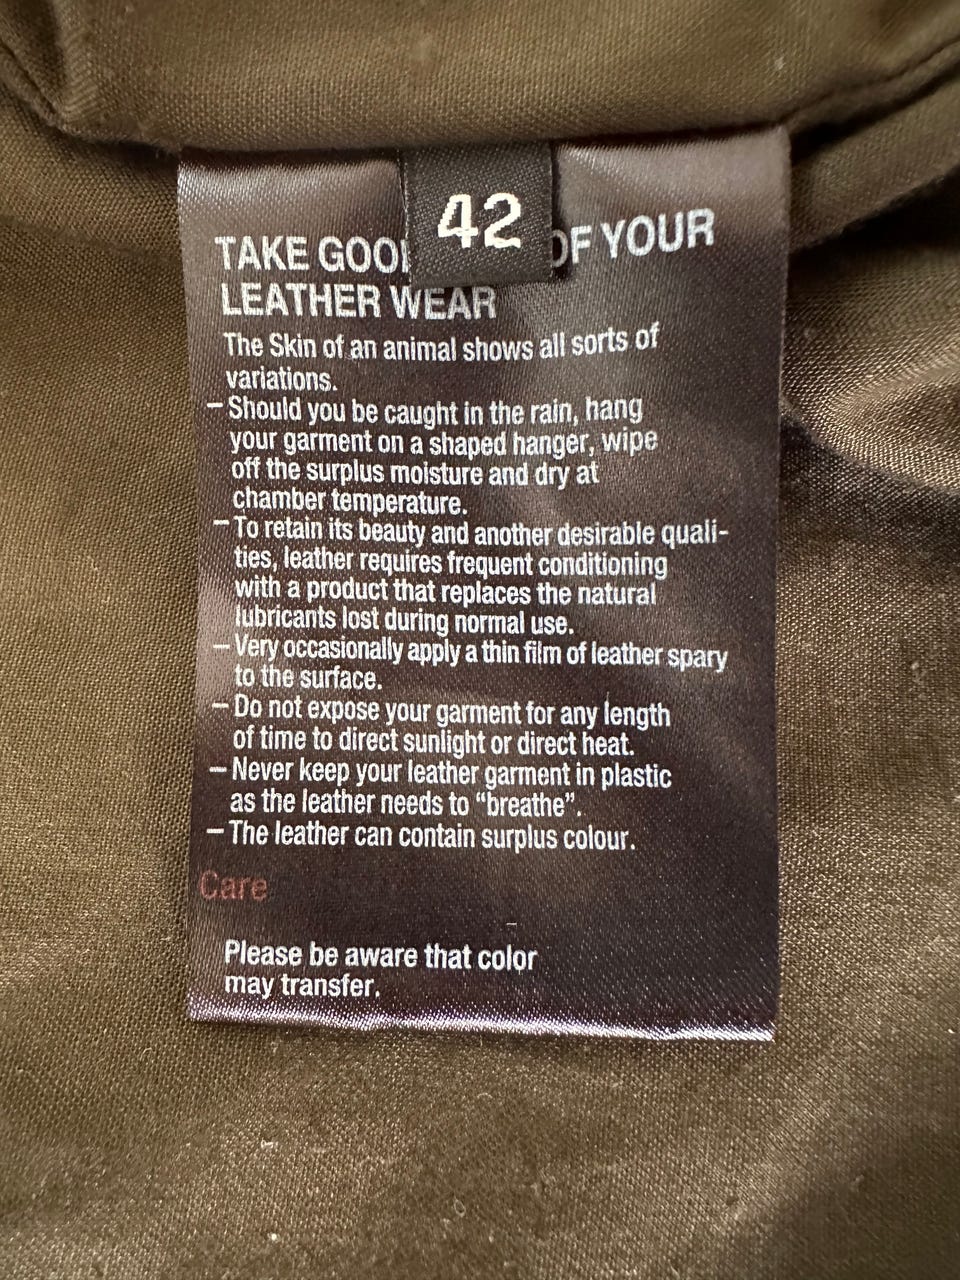 42
TAKE GOO OF YOUR
LEATHER WEAR
The Skin of an animal shows all sorts of
variations.
– Should you be caught in the rain, hang
your garment on a shaped hanger, wipe
off the surplus moisture and dry at
chamber temperature.
– To retain its beauty and another desirable quali-
ties, leather requires frequent conditioning
with a product that replaces the natural
lubricants lost during normal use.
– Very occasionally apply a thin film of leather spary
to the surface.
– Do not expose your garment for any length
of time to direct sunlight or direct heat.
– Never keep your leather garment in plastic
as the leather needs to “breathe”.
– The leather can contain surplus colour.
Care
Please be aware that color
may transfer.